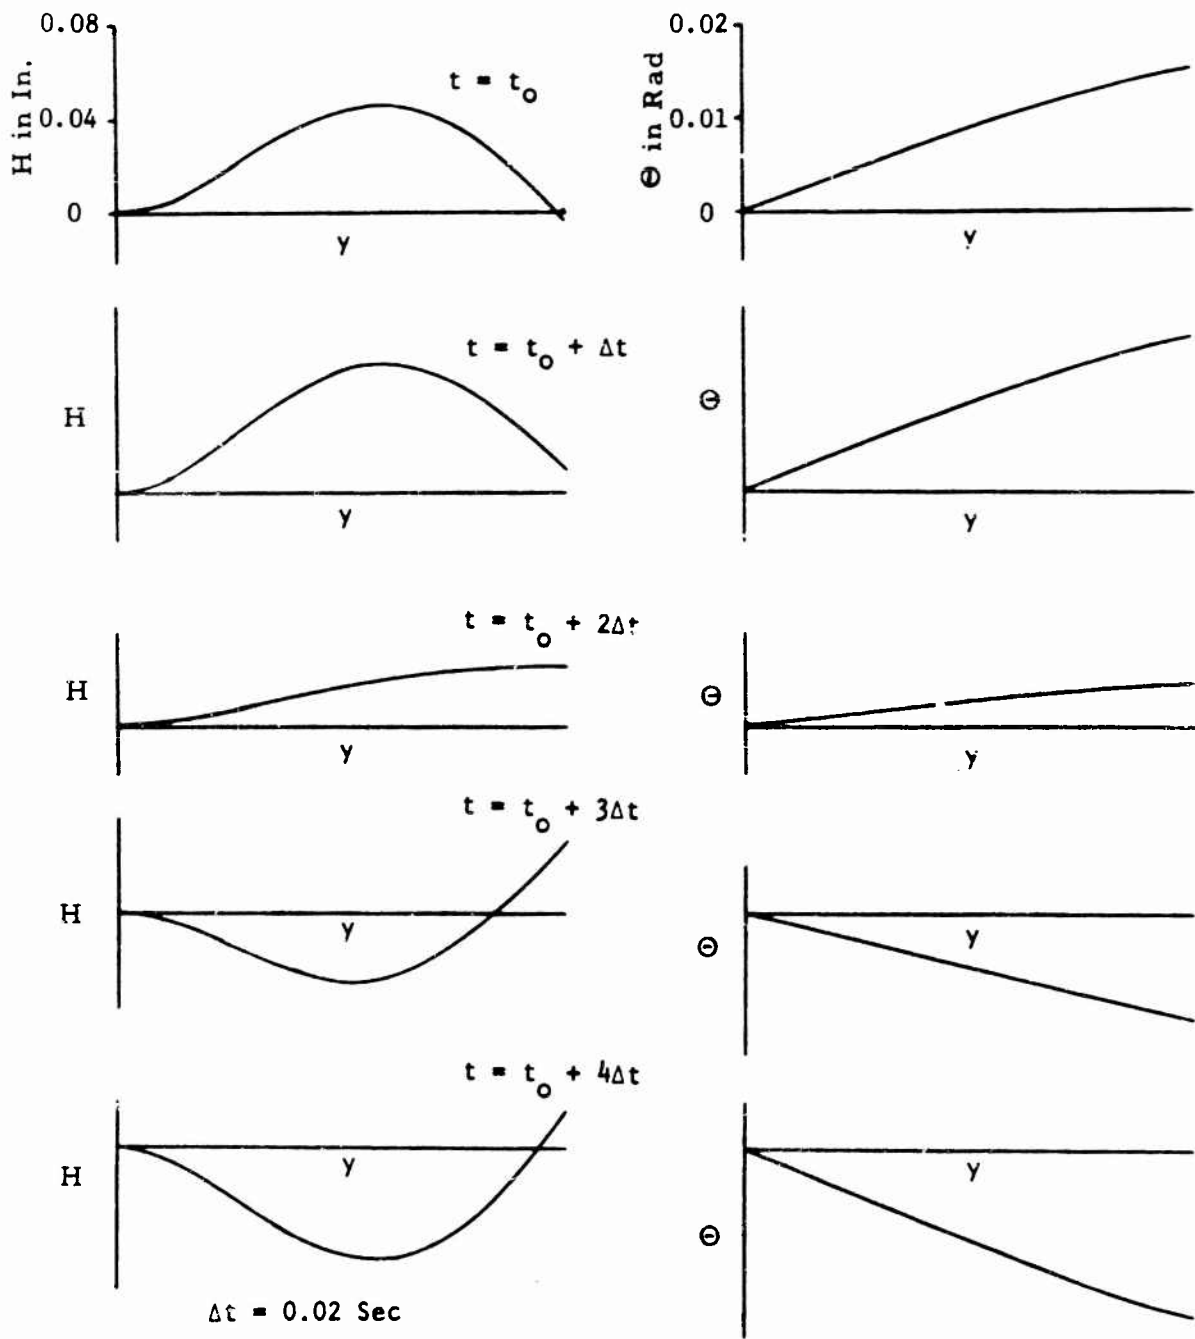 0.08
H in In.
0.04
0
t = t₀
y
0.02
Θ in Rad
0.01
0
y
t = t₀ + Δt
H
y
Θ
y
t = t₀ + 2Δt
H
y
Θ
y
t = t₀ + 3Δt
H
y
Θ
y
t = t₀ + 4Δt
H
y
Θ
y
Δt = 0.02 Sec